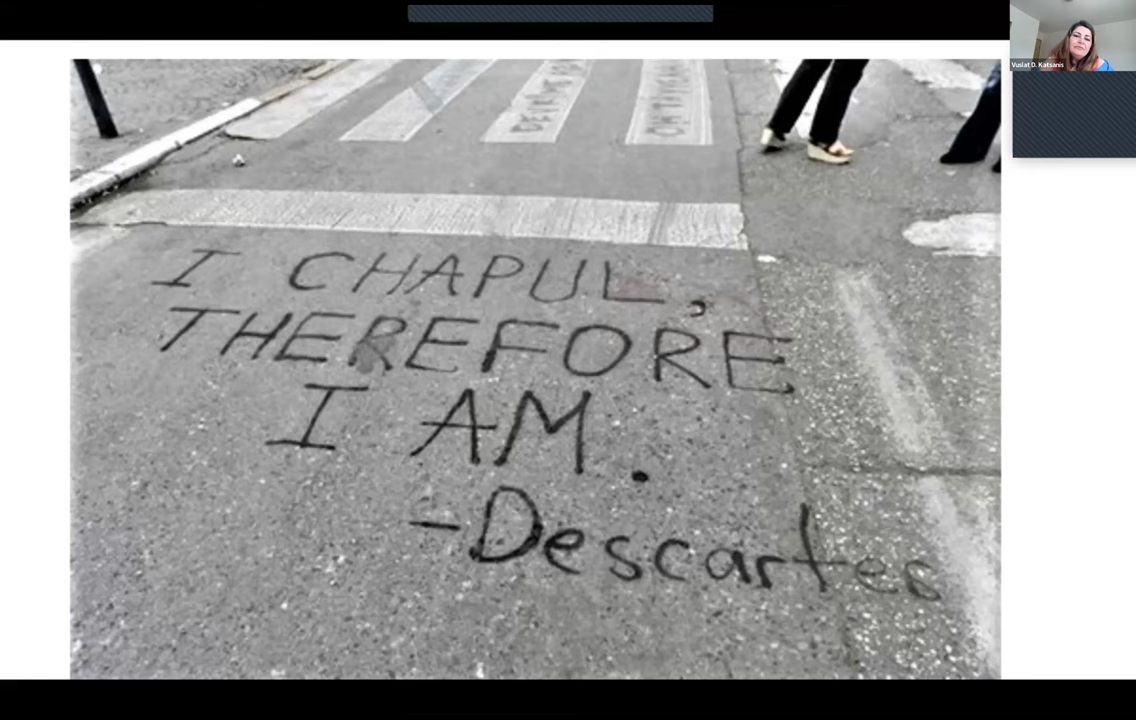 Vuslat D. Katsanis
I CHAPUL,
THEREFORE
I AM.
-Descartes